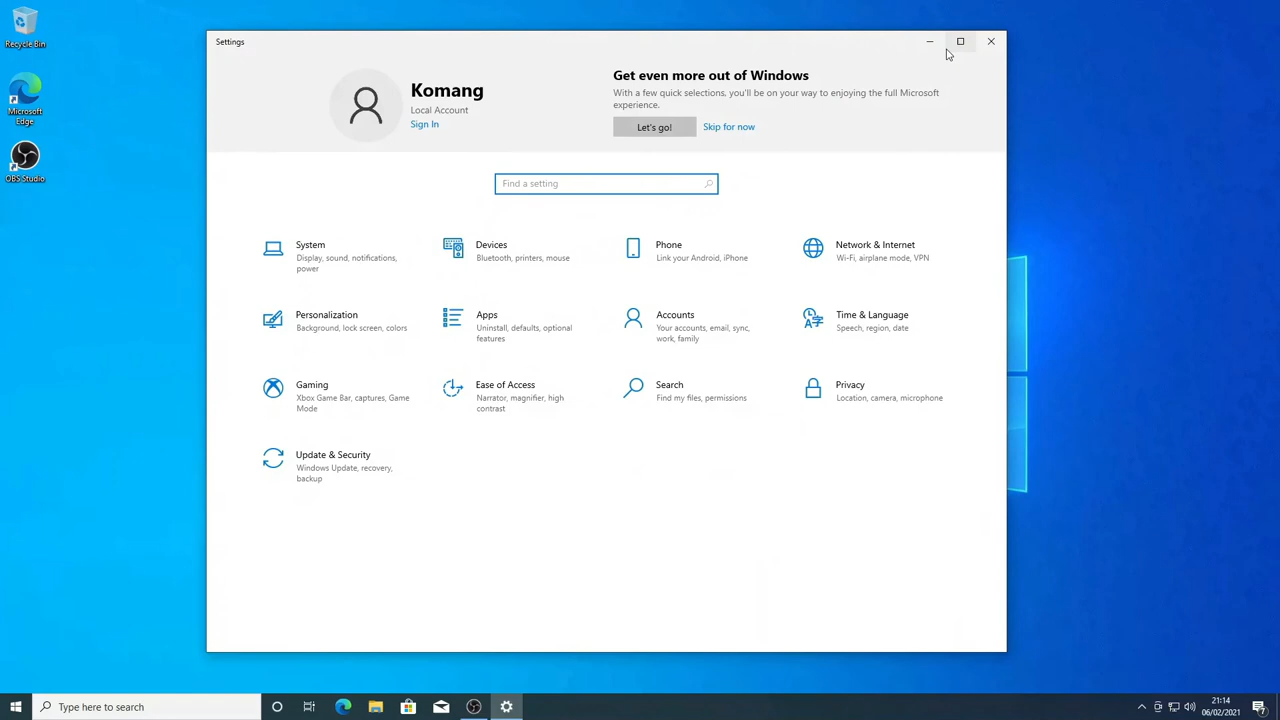 Recycle Bin
Microsoft
Edge
OBS Studio
Settings
Komang
Local Account
Sign In
Get even more out of Windows
With a few quick selections, you'll be on your way to enjoying the full Microsoft
experience.
Let's go!
Skip for now
Find a setting
System
Display, sound, notifications,
power
Devices
Bluetooth, printers, mouse
Phone
Link your Android, iPhone
Network & Internet
Wi-Fi, airplane mode, VPN
Personalization
Background, lock screen, colors
Apps
Uninstall, defaults, optional
features
Accounts
Your accounts, email, sync,
work, family
Time & Language
Speech, region, date
Gaming
Xbox Game Bar, captures, Game
Mode
Ease of Access
Narrator, magnifier, high
contrast
Search
Find my files, permissions
Privacy
Location, camera, microphone
Update & Security
Windows Update, recovery,
backup
Type here to search
21:14
06/02/2021